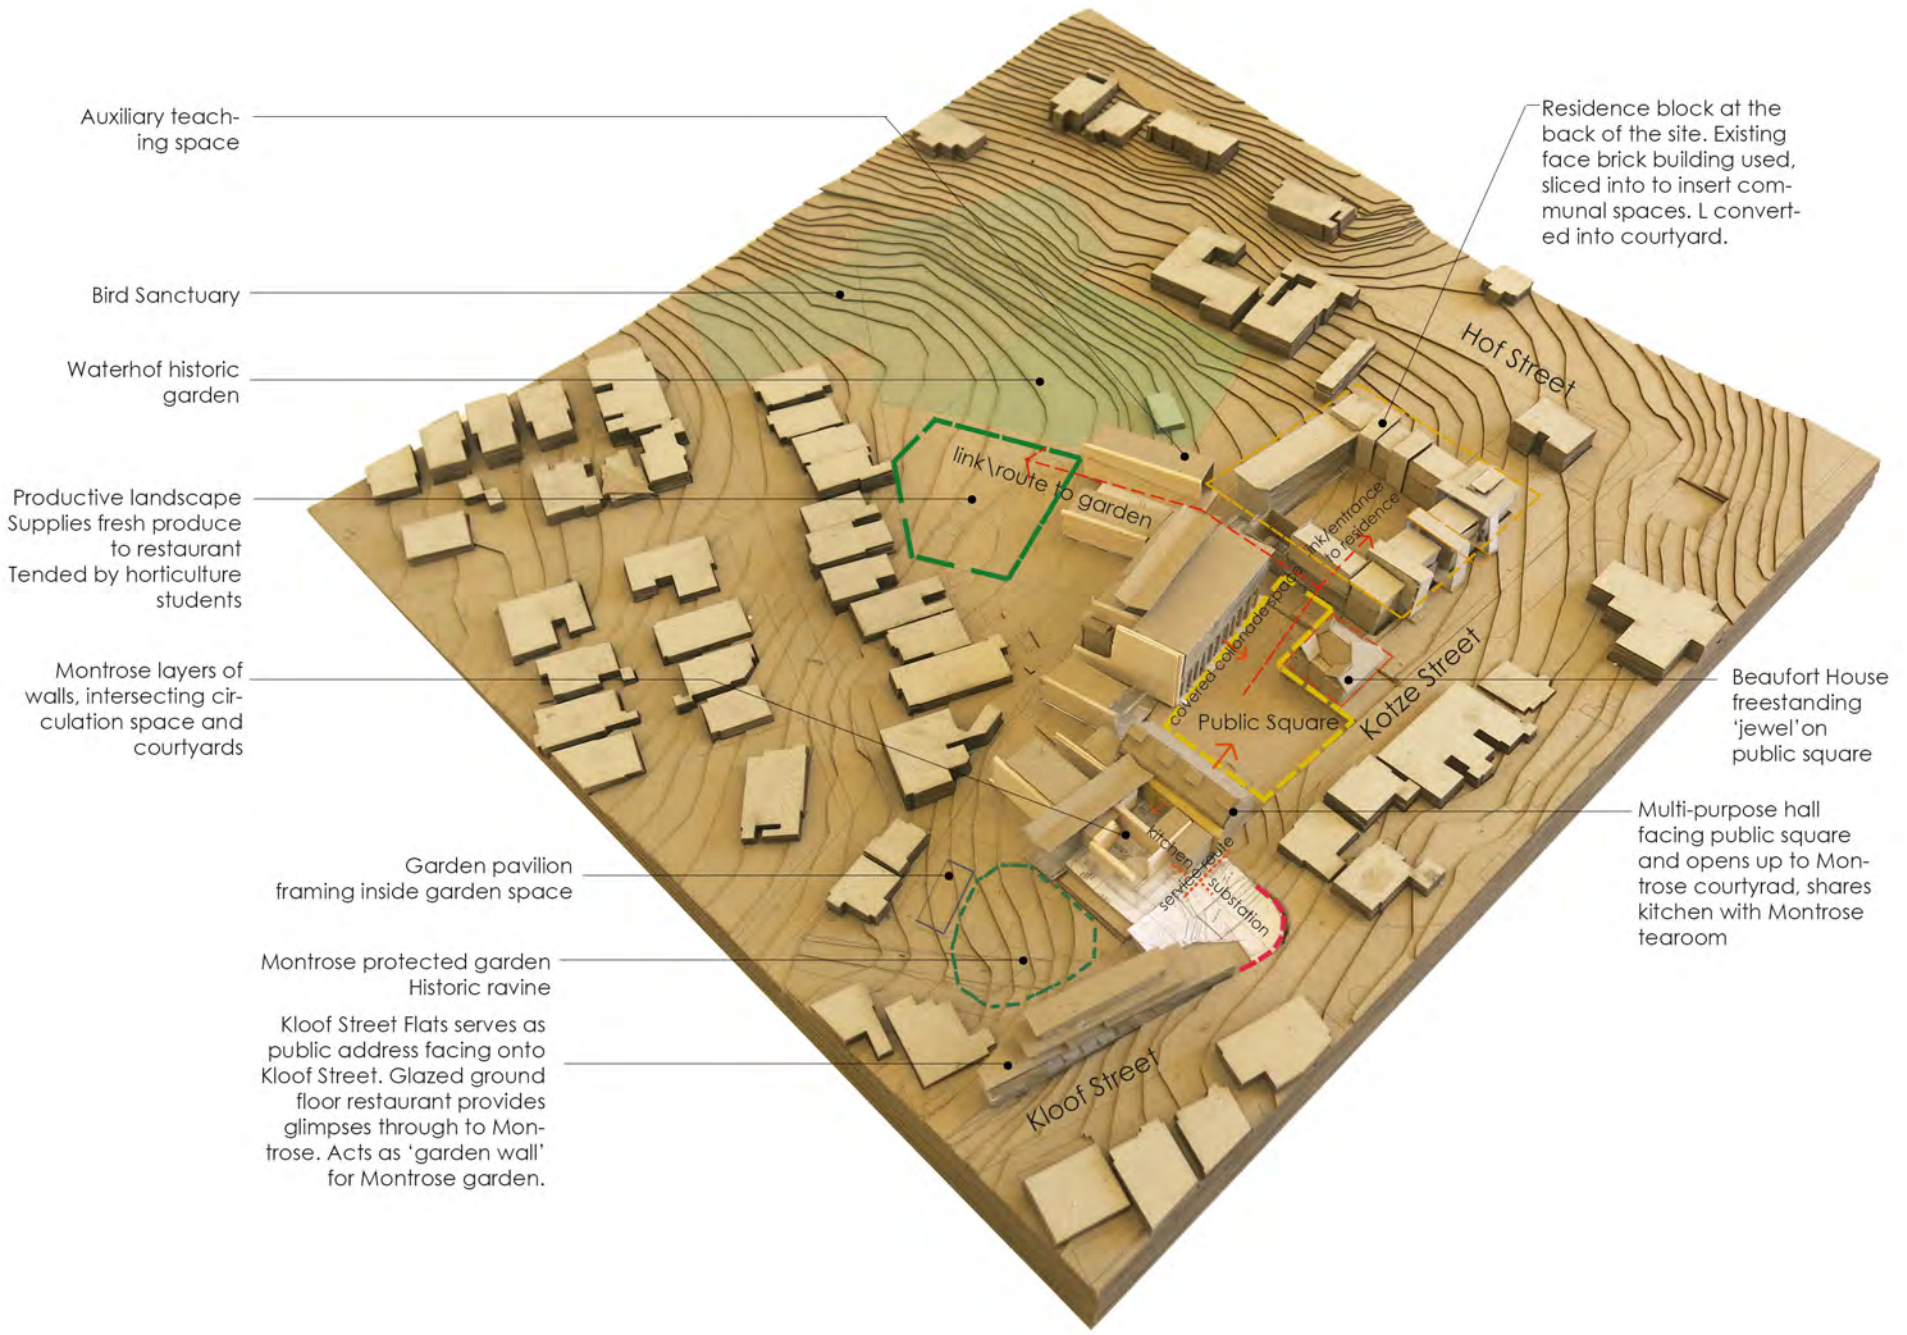 Auxiliary teach-
ing space
Bird Sanctuary
Waterhof historic
garden
Productive landscape
Supplies fresh produce
to restaurant
Tended by horticulture
students
Montrose layers of
walls, intersecting cir-
culation space and
courtyards
Garden pavilion
framing inside garden space
Montrose protected garden
Historic ravine
Kloof Street Flats serves as
public address facing onto
Kloof Street. Glazed ground
floor restaurant provides
glimpses through to Mon-
trose. Acts as ‘garden wall’
for Montrose garden.
Residence block at the
back of the site. Existing
face brick building used,
sliced into to insert com-
munal spaces. L convert-
ed into courtyard.
Hof Street
link\route to garden
link/entrance
to residence
covered collonade space
Public Square
Kotze Street
Beaufort House
freestanding
‘jewel’on
public square
Multi-purpose hall
facing public square
and opens up to Mon-
trose courtyrad, shares
kitchen with Montrose
tearoom
kitchen
service route
substation
Kloof Street